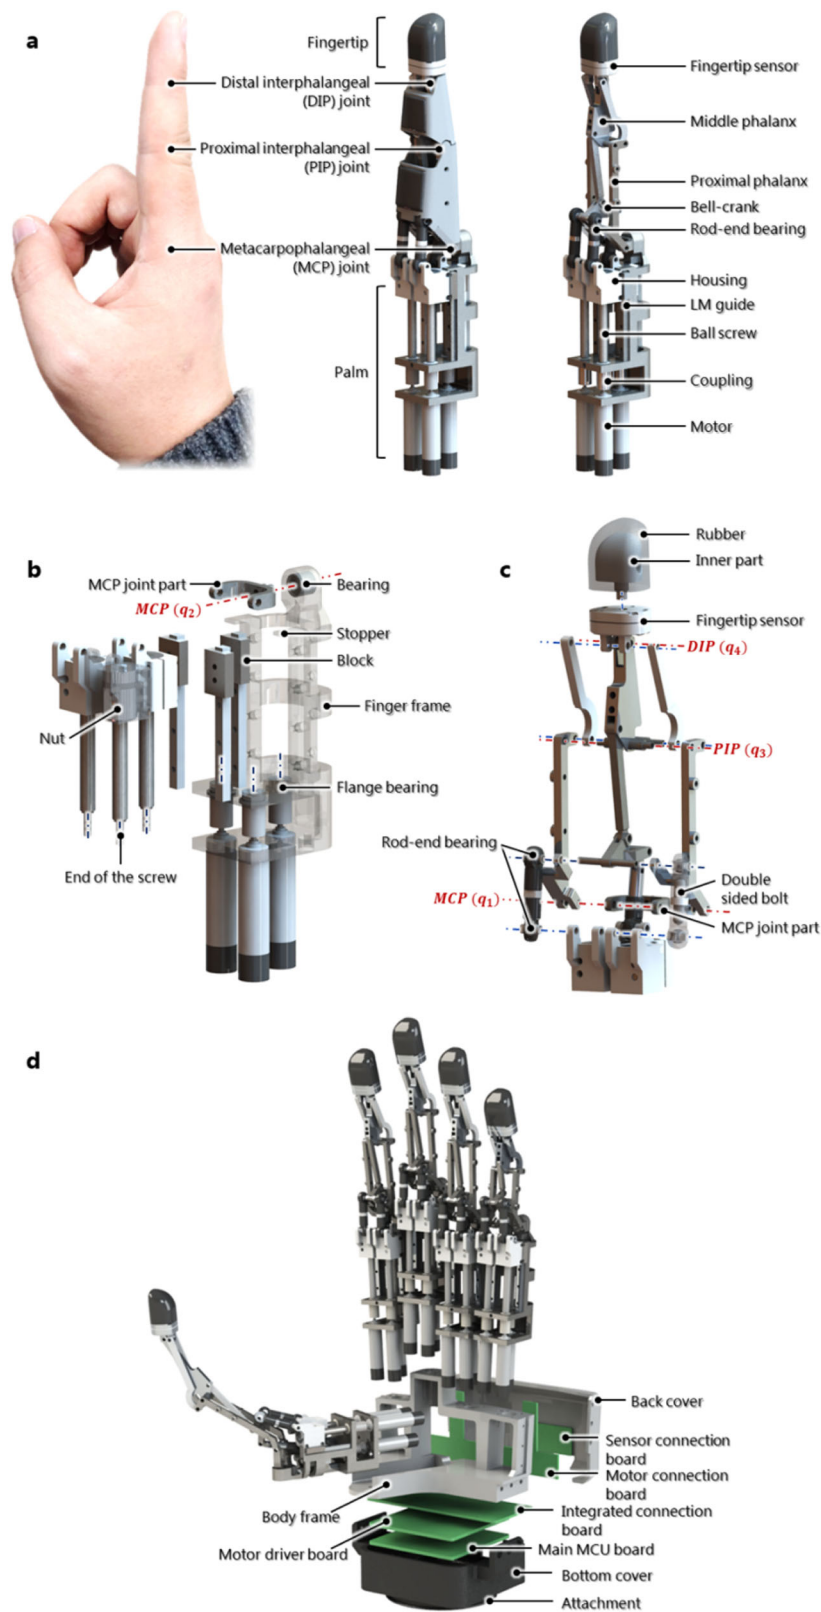 a
Fingertip
Distal interphalangeal
(DIP) joint
Proximal interphalangeal
(PIP) joint
Metacarpophalangeal
(MCP) joint
Palm
Fingertip sensor
Middle phalanx
Proximal phalanx
Bell-crank
Rod-end bearing
Housing
LM guide
Ball screw
Coupling
Motor
b
MCP joint part
MCP (q2)
Bearing
Stopper
Block
Finger frame
Nut
Flange bearing
End of the screw
c
Rubber
Inner part
Fingertip sensor
DIP (q4)
PIP (q3)
Rod-end bearing
MCP (q1)
Double
sided bolt
MCP joint part
d
Back cover
Sensor connection
board
Motor connection
board
Body frame
Integrated connection
board
Motor driver board
Main MCU board
Bottom cover
Attachment